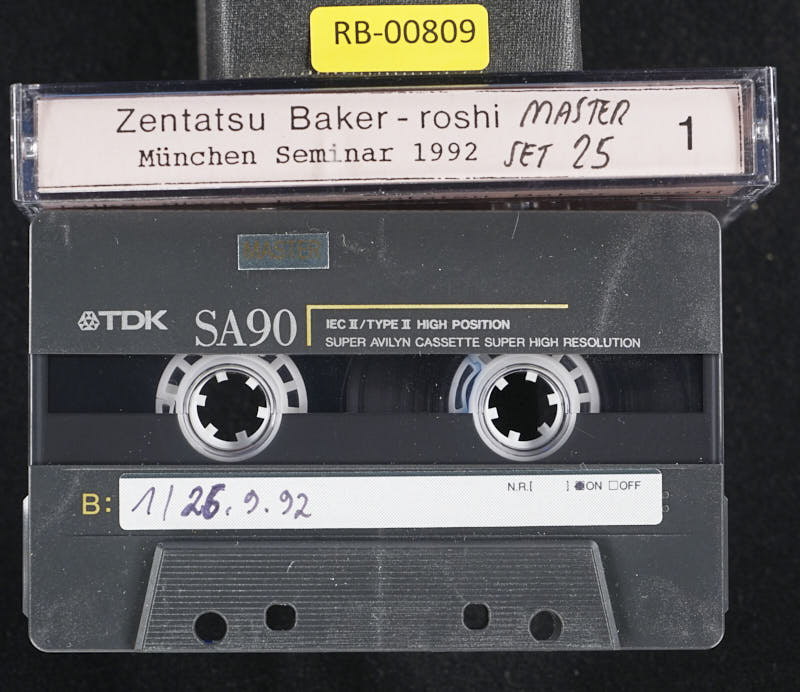 RB-00809
Zentatsu Baker-roshi MASTER
München Seminar 1992 SET 25
1
MASTER
TDK SA90
IEC II/TYPE II HIGH POSITION
SUPER AVILYN CASSETTE SUPER HIGH RESOLUTION
B: 1/26.9.92
N.R.[ ] ON OFF